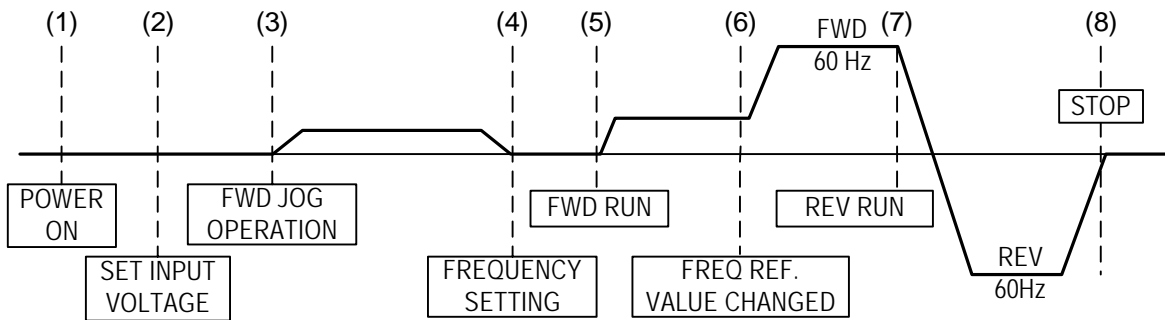 (1) (2) (3) (4) (5) (6) (7) (8)
FWD
60 Hz
STOP
POWER
ON
FWD JOG
OPERATION
FWD RUN
REV RUN
SET INPUT
VOLTAGE
FREQUENCY
SETTING
FREQ REF.
VALUE CHANGED
REV
60Hz